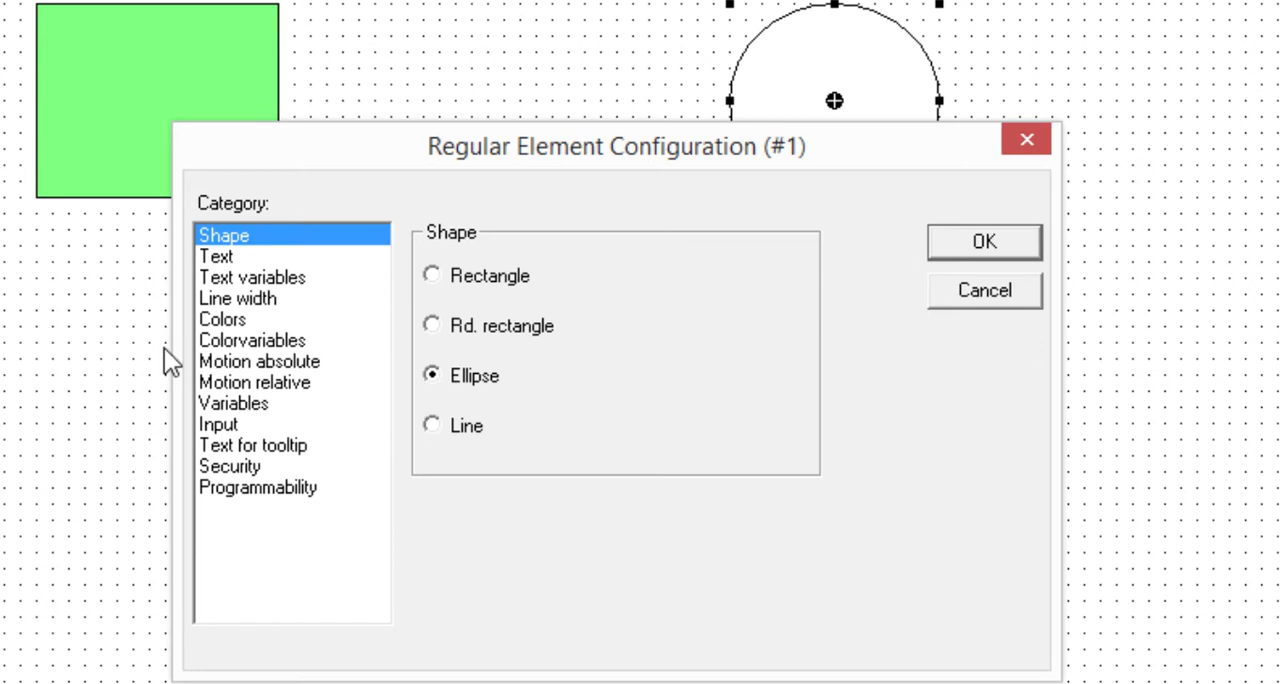 Regular Element Configuration (#1)
Category:
Shape
Text
Text variables
Line width
Colors
Colorvariables
Motion absolute
Motion relative
Variables
Input
Text for tooltip
Security
Programmability
Shape
Rectangle
Rd. rectangle
Ellipse
Line
OK
Cancel